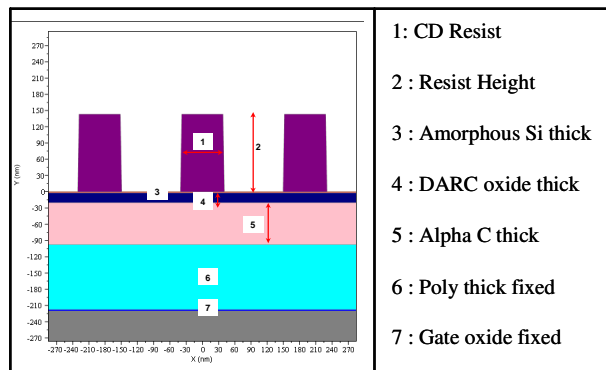 270
240
210
180
150
120
90
60
30
0
-30
-60
-90
-120
-150
-180
-210
-240
-270
Y (nm)
1
2
3
4
5
6
7
-270 -240 -210 -180 -150 -120 -90 -60 -30 0 30 60 90 120 150 180 210 240 270
X (nm)
1: CD Resist
2 : Resist Height
3 : Amorphous Si thick
4 : DARC oxide thick
5 : Alpha C thick
6 : Poly thick fixed
7 : Gate oxide fixed